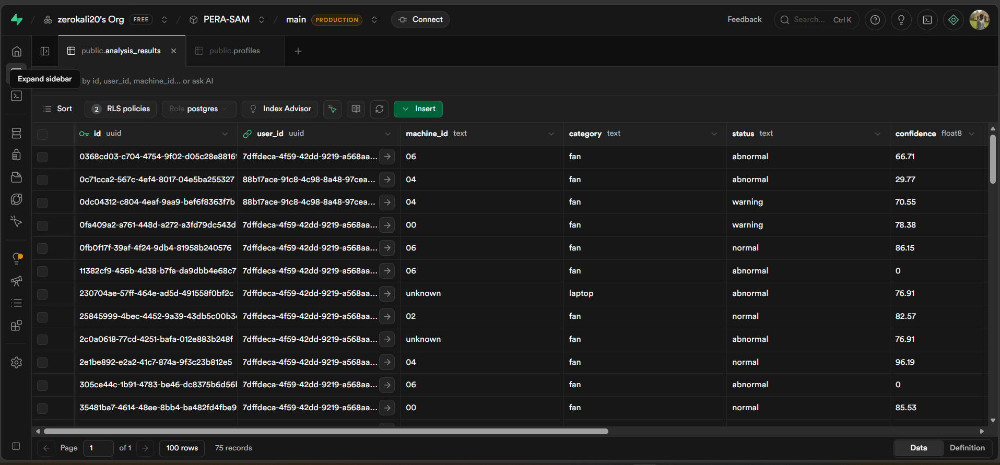 zerokali20's Org FREE PERA-SAM main PRODUCTION Connect Feedback Search... Ctrl K
public.analysis_results public.profiles
Expand sidebar by id, user_id, machine_id... or ask AI
Sort 2 RLS policies Role postgres Index Advisor Insert
id uuid user_id uuid machine_id text category text status text confidence float8
0368cd03-c704-4754-9f02-d05c28e88161 7dffdeca-4f59-42dd-9219-a568aa... 06 fan abnormal 66.71
0c71cca2-567c-4ef4-8017-04e5ba255327 88b17ace-91c8-4c98-8a48-97cea... 04 fan abnormal 29.77
0dc04312-c804-4eaf-9aa9-bef6f8363f7b 88b17ace-91c8-4c98-8a48-97cea... 04 fan warning 70.55
0fa409a2-a761-448d-a272-a3fd79dc543d 7dffdeca-4f59-42dd-9219-a568aa... 00 fan warning 78.38
0fb0f17f-39af-4f24-9db4-81958b240576 7dffdeca-4f59-42dd-9219-a568aa... 06 fan normal 86.15
11382cf9-456b-4d38-b7fa-da9dbb4e68c7 7dffdeca-4f59-42dd-9219-a568aa... 06 fan abnormal 0
230704ae-57ff-464e-ad5d-491558f0bf2c 7dffdeca-4f59-42dd-9219-a568aa... unknown laptop abnormal 76.91
25845999-4bec-4452-9a39-43db5c00b34 7dffdeca-4f59-42dd-9219-a568aa... 02 fan normal 82.57
2c0a0618-77cd-4251-bafa-012e883b248f 7dffdeca-4f59-42dd-9219-a568aa... unknown fan abnormal 76.91
2e1be892-e2a2-41c7-874a-9f3c23b812e5 7dffdeca-4f59-42dd-9219-a568aa... 04 fan normal 96.19
305ce44c-1b91-4783-be46-dc8375b6d56b 7dffdeca-4f59-42dd-9219-a568aa... 06 fan abnormal 0
35481ba7-4614-48ee-8bb4-ba482fd4fbe9 7dffdeca-4f59-42dd-9219-a568aa... 00 fan normal 85.53
Page 1 of 1 100 rows 75 records Data Definition